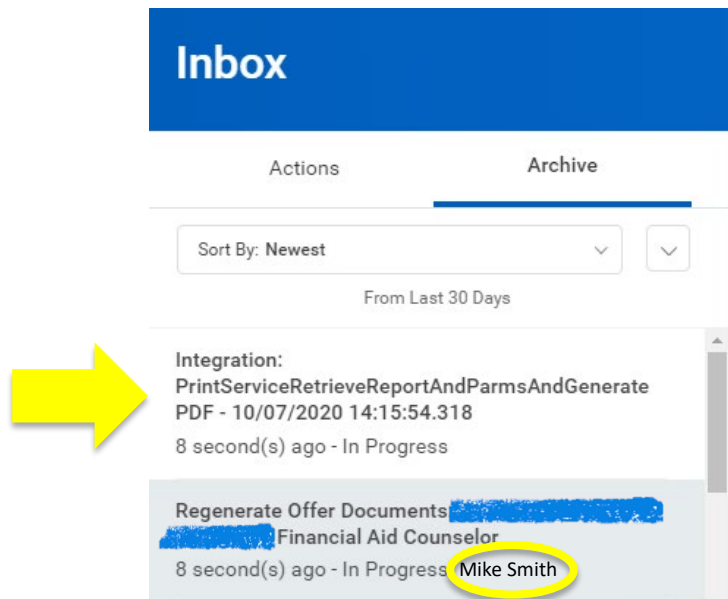 Inbox
Actions Archive
Sort By: Newest
From Last 30 Days
Integration:
PrintServiceRetrieveReportAndParmsAndGenerate
PDF - 10/07/2020 14:15:54.318
8 second(s) ago - In Progress
Regenerate Offer Documents
Financial Aid Counselor
8 second(s) ago - In Progress Mike Smith